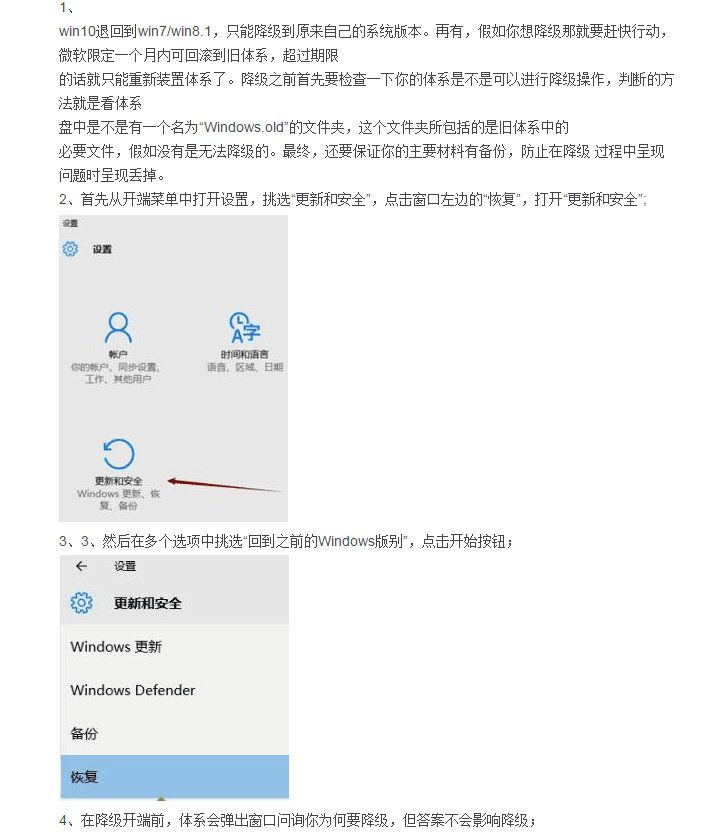 1、
win10退回到win7/win8.1，只能降级到原来自己的系统版本。再有，假如你想降级那就要赶快行动，
微软限定一个月内可回滚到旧体系，超过期限
的话就只能重新装置体系了。降级之前首先要检查一下你的体系是不是可以进行降级操作，判断的方
法就是看体系
盘中是不是有一个名为“Windows.old”的文件夹，这个文件夹所包括的是旧体系中的
必要文件，假如没有是无法降级的。最终，还要保证你的主要材料有备份，防止在降级 过程中呈现
问题时呈现丢掉。
2、首先从开端菜单中打开设置，挑选“更新和安全”，点击窗口左边的“恢复”，打开“更新和安全”;
设置
设置
帐户
你的帐户、同步设置、
工作、其他用户
时间和语言
语音、区域、日期
更新和安全
Windows 更新、恢
复、备份
3、3、然后在多个选项中挑选“回到之前的Windows版别”，点击开始按钮；
设置
更新和安全
Windows 更新
Windows Defender
备份
恢复
4、在降级开端前，体系会弹出窗口问询你为何要降级，但答案不会影响降级；